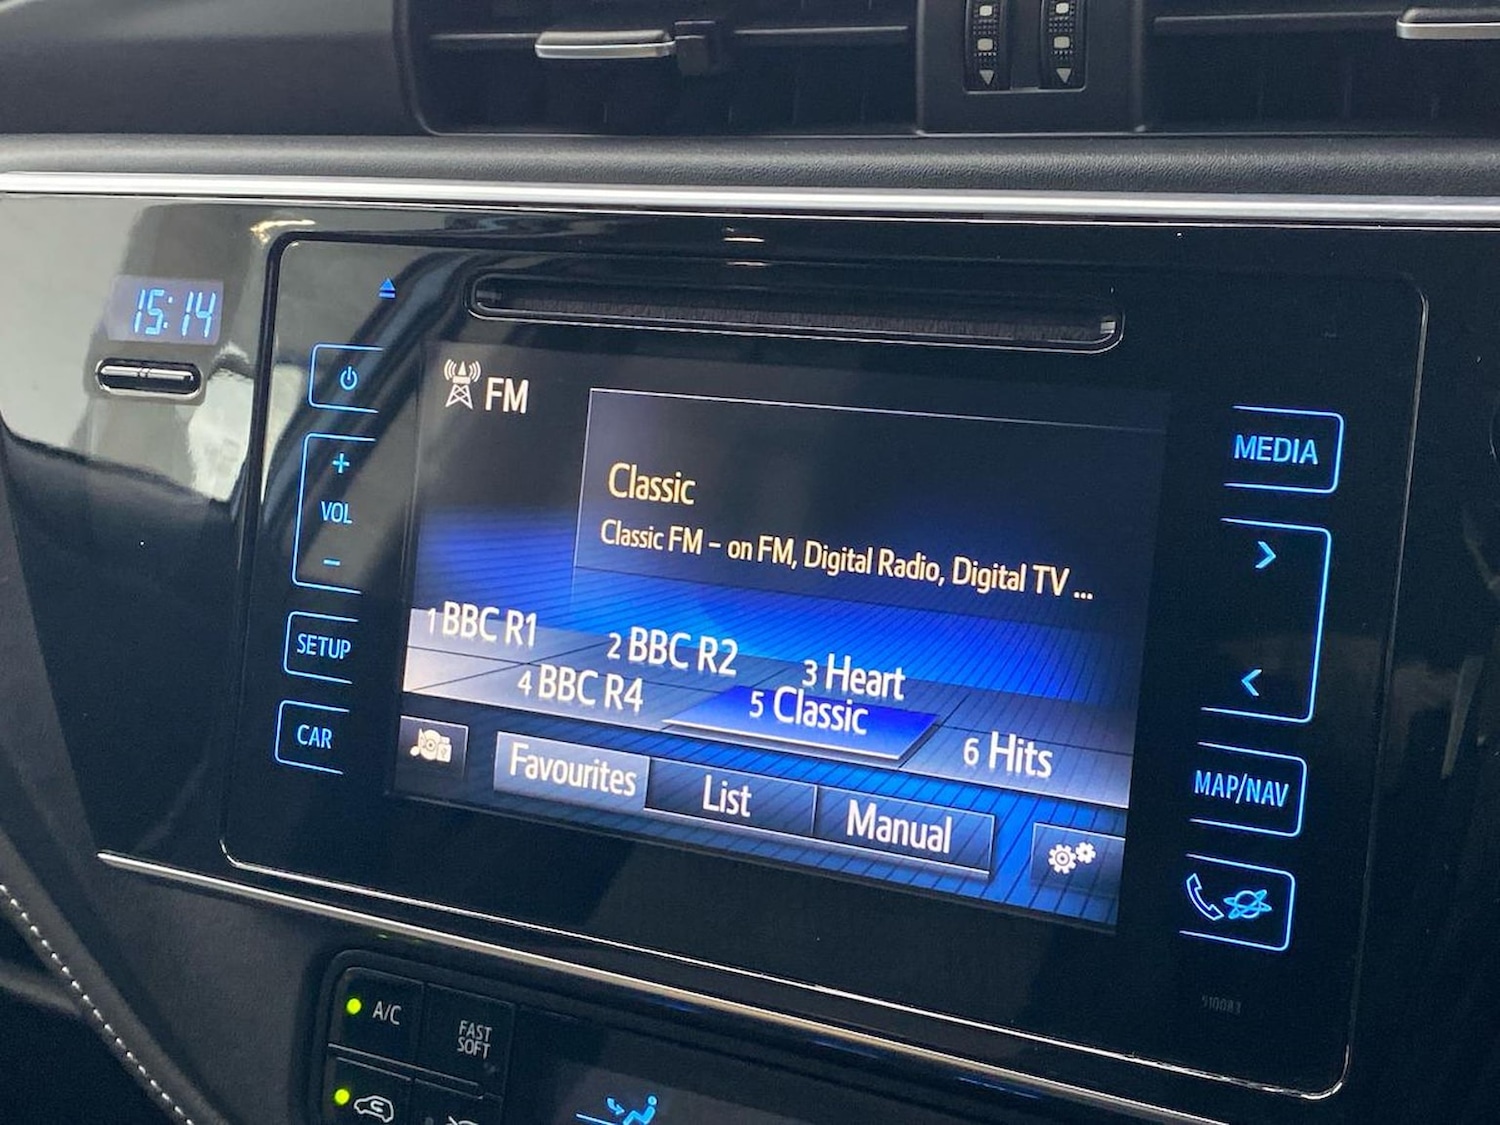 15:14
FM
Classic
Classic FM – on FM, Digital Radio, Digital TV ...
1 BBC R1
2 BBC R2
3 Heart
4 BBC R4
5 Classic
6 Hits
Favourites
List
Manual
+
VOL
−
SETUP
CAR
MEDIA
>
<
MAP/NAV
A/C
FAST
SOFT